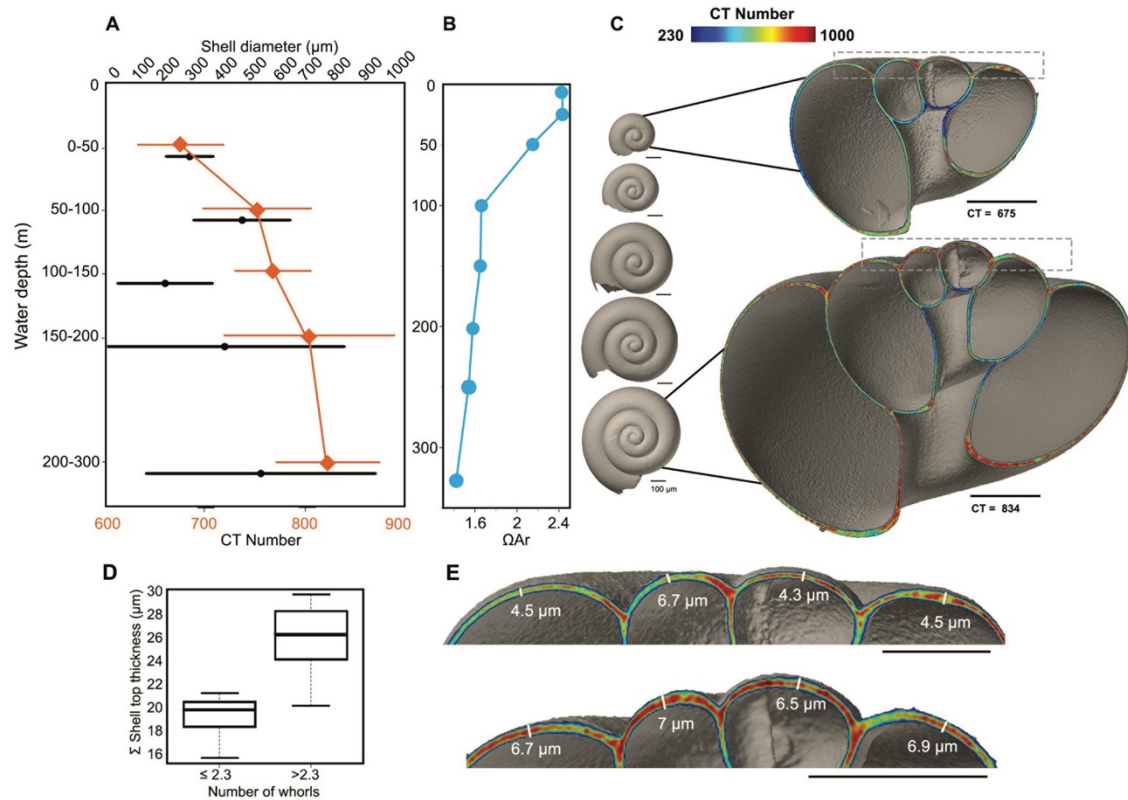 A
Shell diameter (µm)
0 100 200 300 400 500 600 700 800 900 1000
0
0-50
50-100
100-150
150-200
200-300
Water depth (m)
600 700 800 900
CT Number
B
0
50
100
200
300
1.6 2 2.4
ΩAr
CT Number
230 1000
C
CT = 675
100 µm
CT = 834
D
Σ Shell top thickness (µm)
30
28
26
24
22
20
18
16
≤ 2.3 >2.3
Number of whorls
E
4.5 µm 6.7 µm 4.3 µm 4.5 µm
6.7 µm 7 µm 6.5 µm 6.9 µm